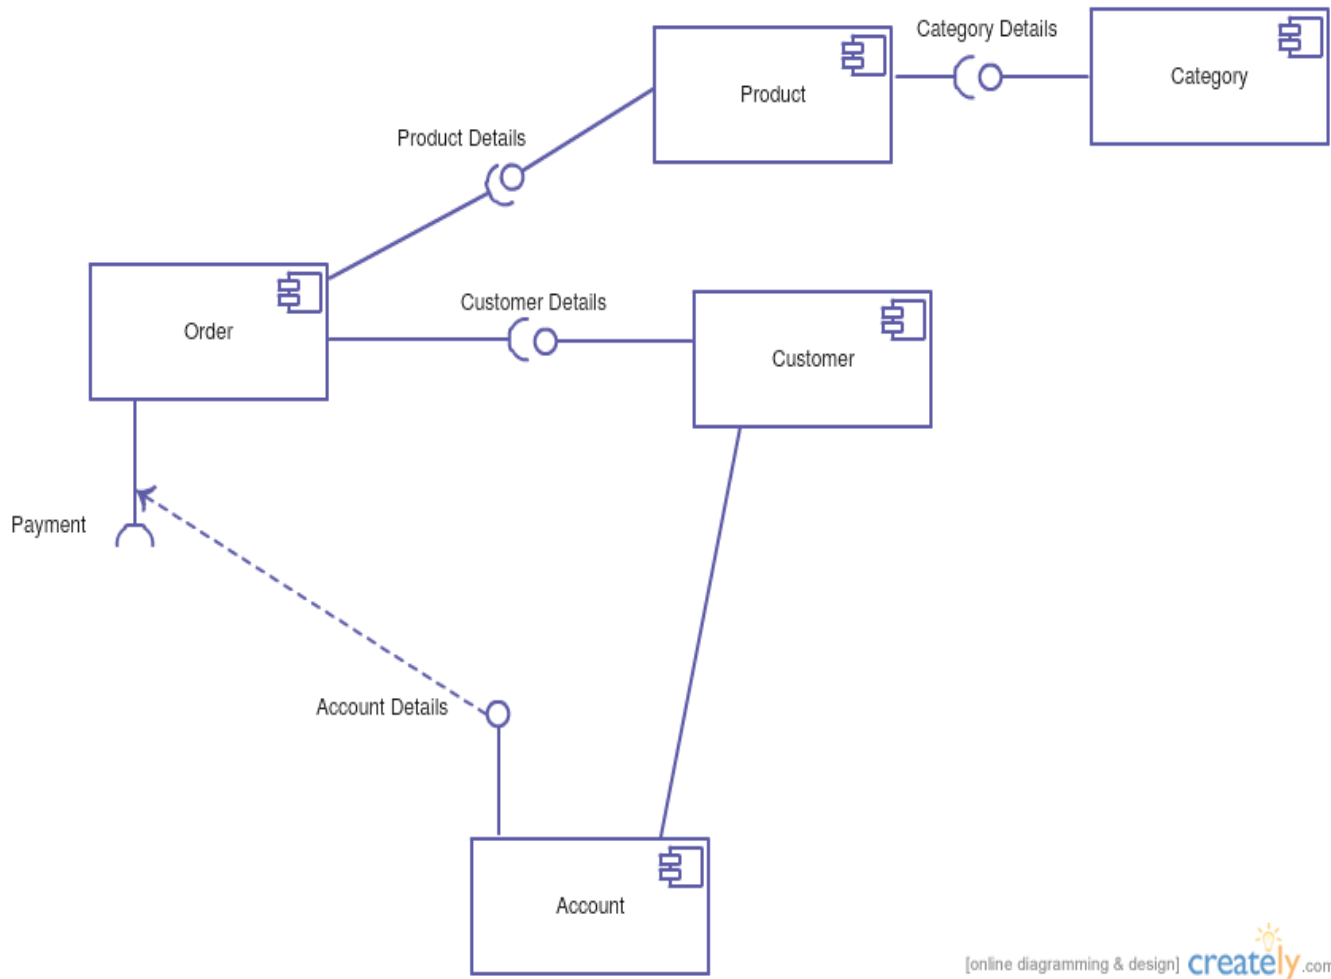 Category Details
Category
Product
Product Details
Customer Details
Order
Customer
Payment
Account Details
Account
[online diagramming & design] creately.com